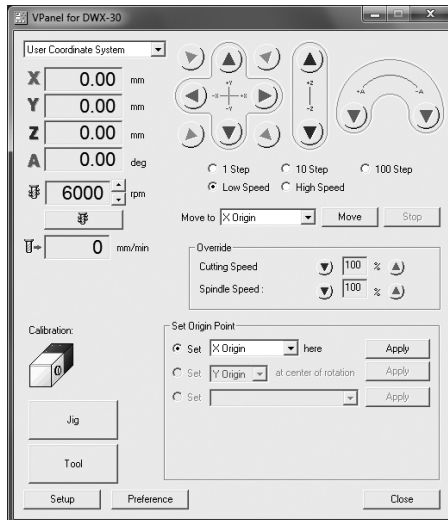 VPanel for DWX-30
User Coordinate System
X 0.00 mm
Y 0.00 mm
Z 0.00 mm
A 0.00 deg
6000 rpm
0 mm/min
+Y
-X +X
-Y
+Z
-Z
+A -A
1 Step 10 Step 100 Step
Low Speed High Speed
Move to X Origin Move Stop
Override
Cutting Speed 100 %
Spindle Speed : 100 %
Calibration:
Jig
Tool
Set Origin Point
Set X Origin here Apply
Set Y Origin at center of rotation Apply
Set Apply
Setup Preference Close